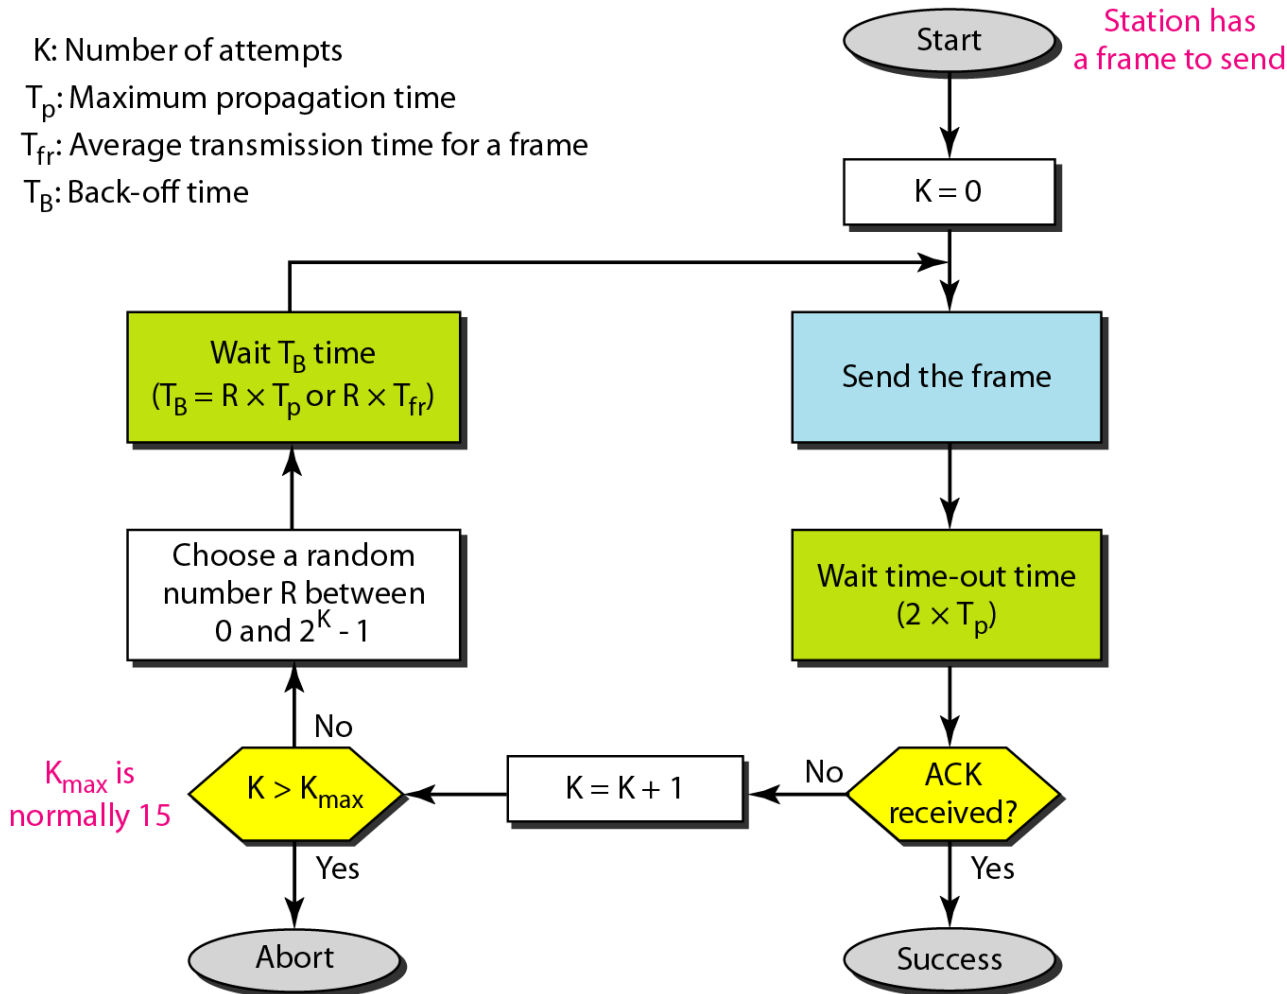 K: Number of attempts
Tp: Maximum propagation time
Tfr: Average transmission time for a frame
TB: Back-off time
Start
Station has
a frame to send
K = 0
Wait TB time
(TB = R × Tp or R × Tfr)
Send the frame
Choose a random
number R between
0 and 2^K - 1
Wait time-out time
(2 × Tp)
No
Kmax is
normally 15
K > Kmax
K = K + 1
No
ACK
received?
Yes
Yes
Abort
Success